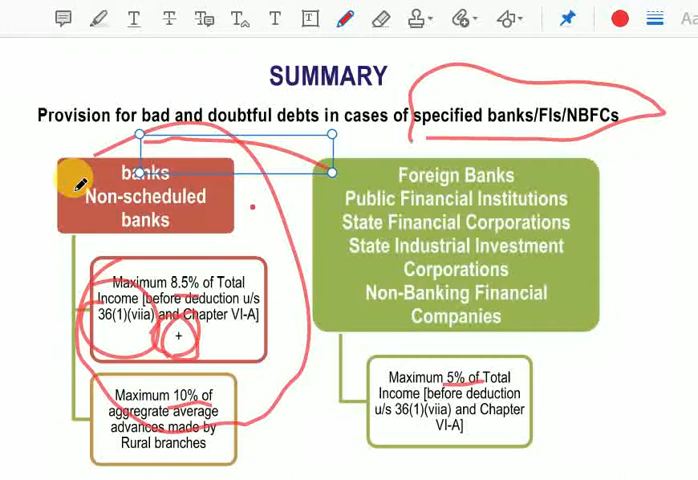 SUMMARY
Provision for bad and doubtful debts in cases of specified banks/FIs/NBFCs
banks
Non-scheduled
banks
Maximum 8.5% of Total
Income [before deduction u/s
36(1)(viia) and Chapter VI-A]
+
Maximum 10% of
aggregrate average
advances made by
Rural branches
Foreign Banks
Public Financial Institutions
State Financial Corporations
State Industrial Investment
Corporations
Non-Banking Financial
Companies
Maximum 5% of Total
Income [before deduction
u/s 36(1)(viia) and Chapter
VI-A]